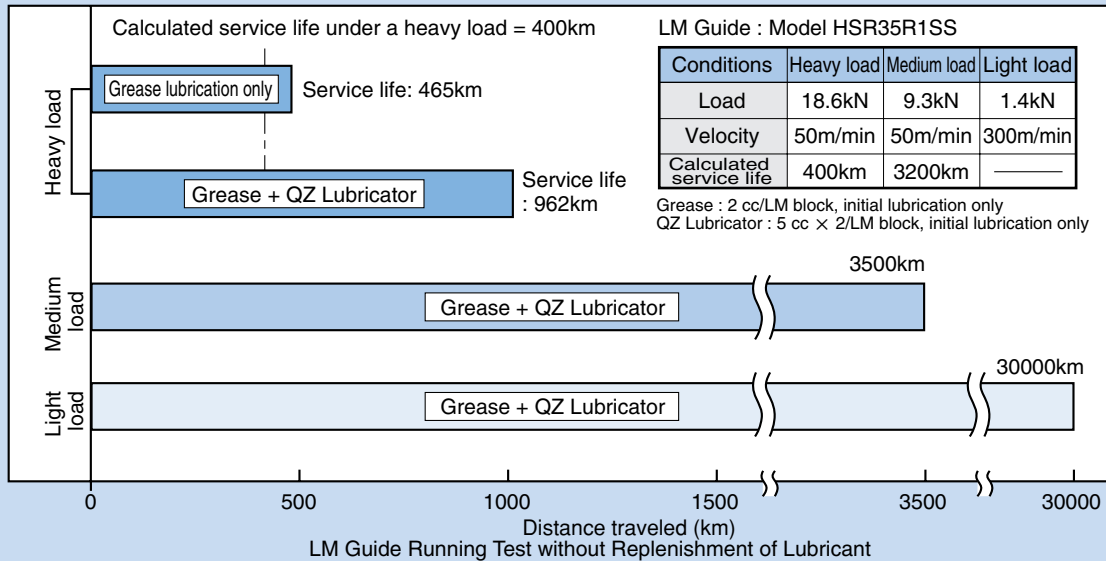 Calculated service life under a heavy load = 400km
Grease lubrication only
Service life: 465km
Heavy load
Grease + QZ Lubricator
Service life
: 962km
LM Guide : Model HSR35R1SS
Conditions Heavy load Medium load Light load
Load 18.6kN 9.3kN 1.4kN
Velocity 50m/min 50m/min 300m/min
Calculated
service life 400km 3200km ———
Grease : 2 cc/LM block, initial lubrication only
QZ Lubricator : 5 cc × 2/LM block, initial lubrication only
3500km
Medium
load
Grease + QZ Lubricator
30000km
Light
load
Grease + QZ Lubricator
0 500 1000 1500 3500 30000
Distance traveled (km)
LM Guide Running Test without Replenishment of Lubricant